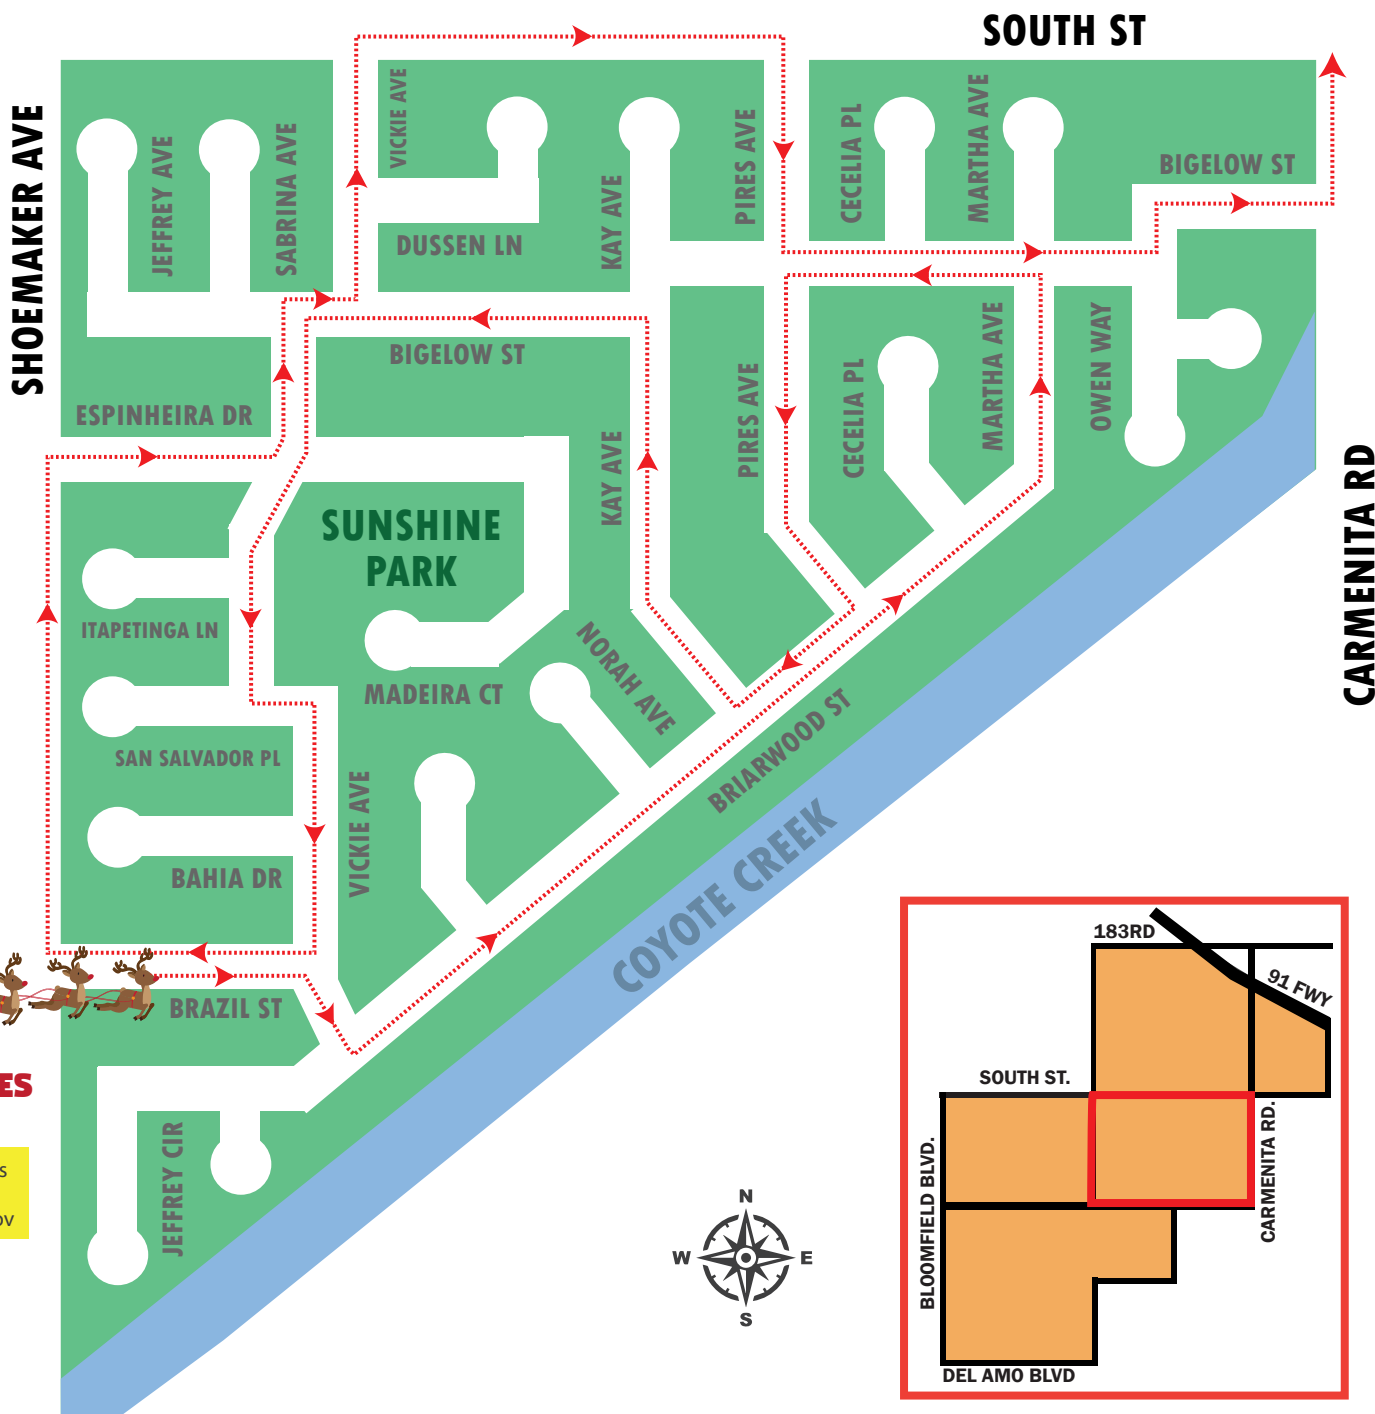 SOUTH ST
SHOEMAKER AVE
JEFFREY AVE
SABRINA AVE
VICKIE AVE
DUSSEN LN
KAY AVE
PIRES AVE
CECELIA PL
MARTHA AVE
BIGELOW ST
BIGELOW ST
ESPINHEIRA DR
KAY AVE
PIRES AVE
CECELIA PL
MARTHA AVE
OWEN WAY
CARMENITA RD
SUNSHINE
PARK
ITAPETINGA LN
MADEIRA CT
NORAH AVE
SAN SALVADOR PL
VICKIE AVE
BRIARWOOD ST
BAHIA DR
COYOTE CREEK
BRAZIL ST
ES
JEFFREY CIR
s
ov
N
W
E
S
183RD
91 FWY
SOUTH ST.
BLOOMFIELD BLVD.
CARMENITA RD.
DEL AMO BLVD